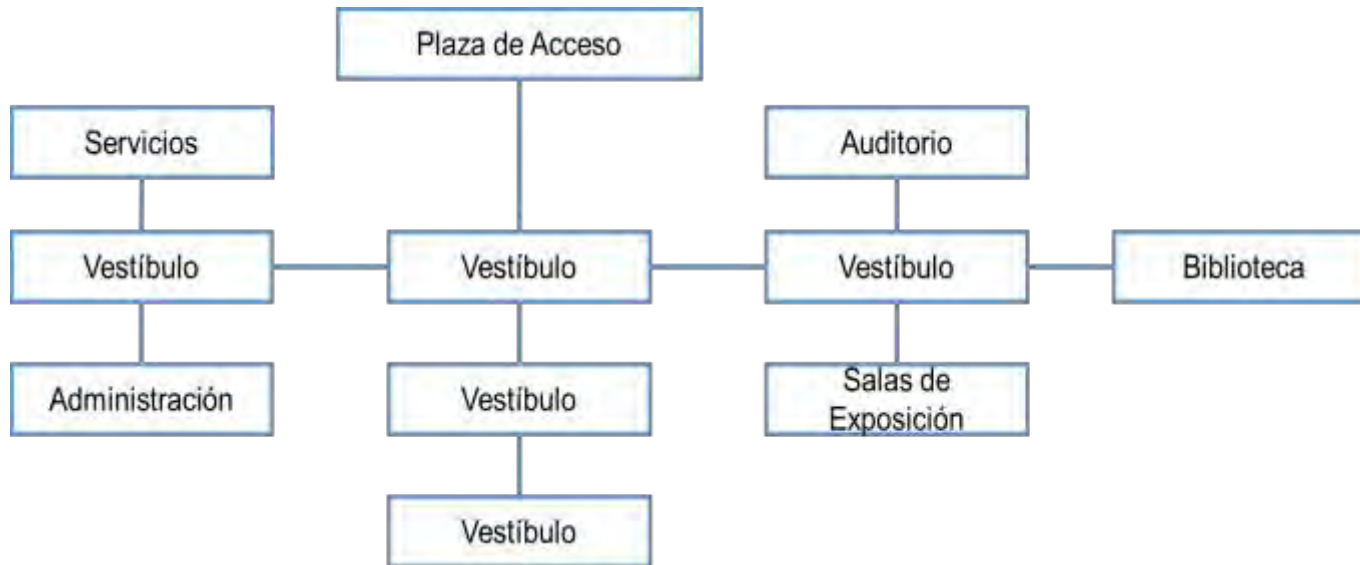 Plaza de Acceso
Servicios
Auditorio
Vestíbulo
Vestíbulo
Vestíbulo
Biblioteca
Administración
Vestíbulo
Salas de
Exposición
Vestíbulo